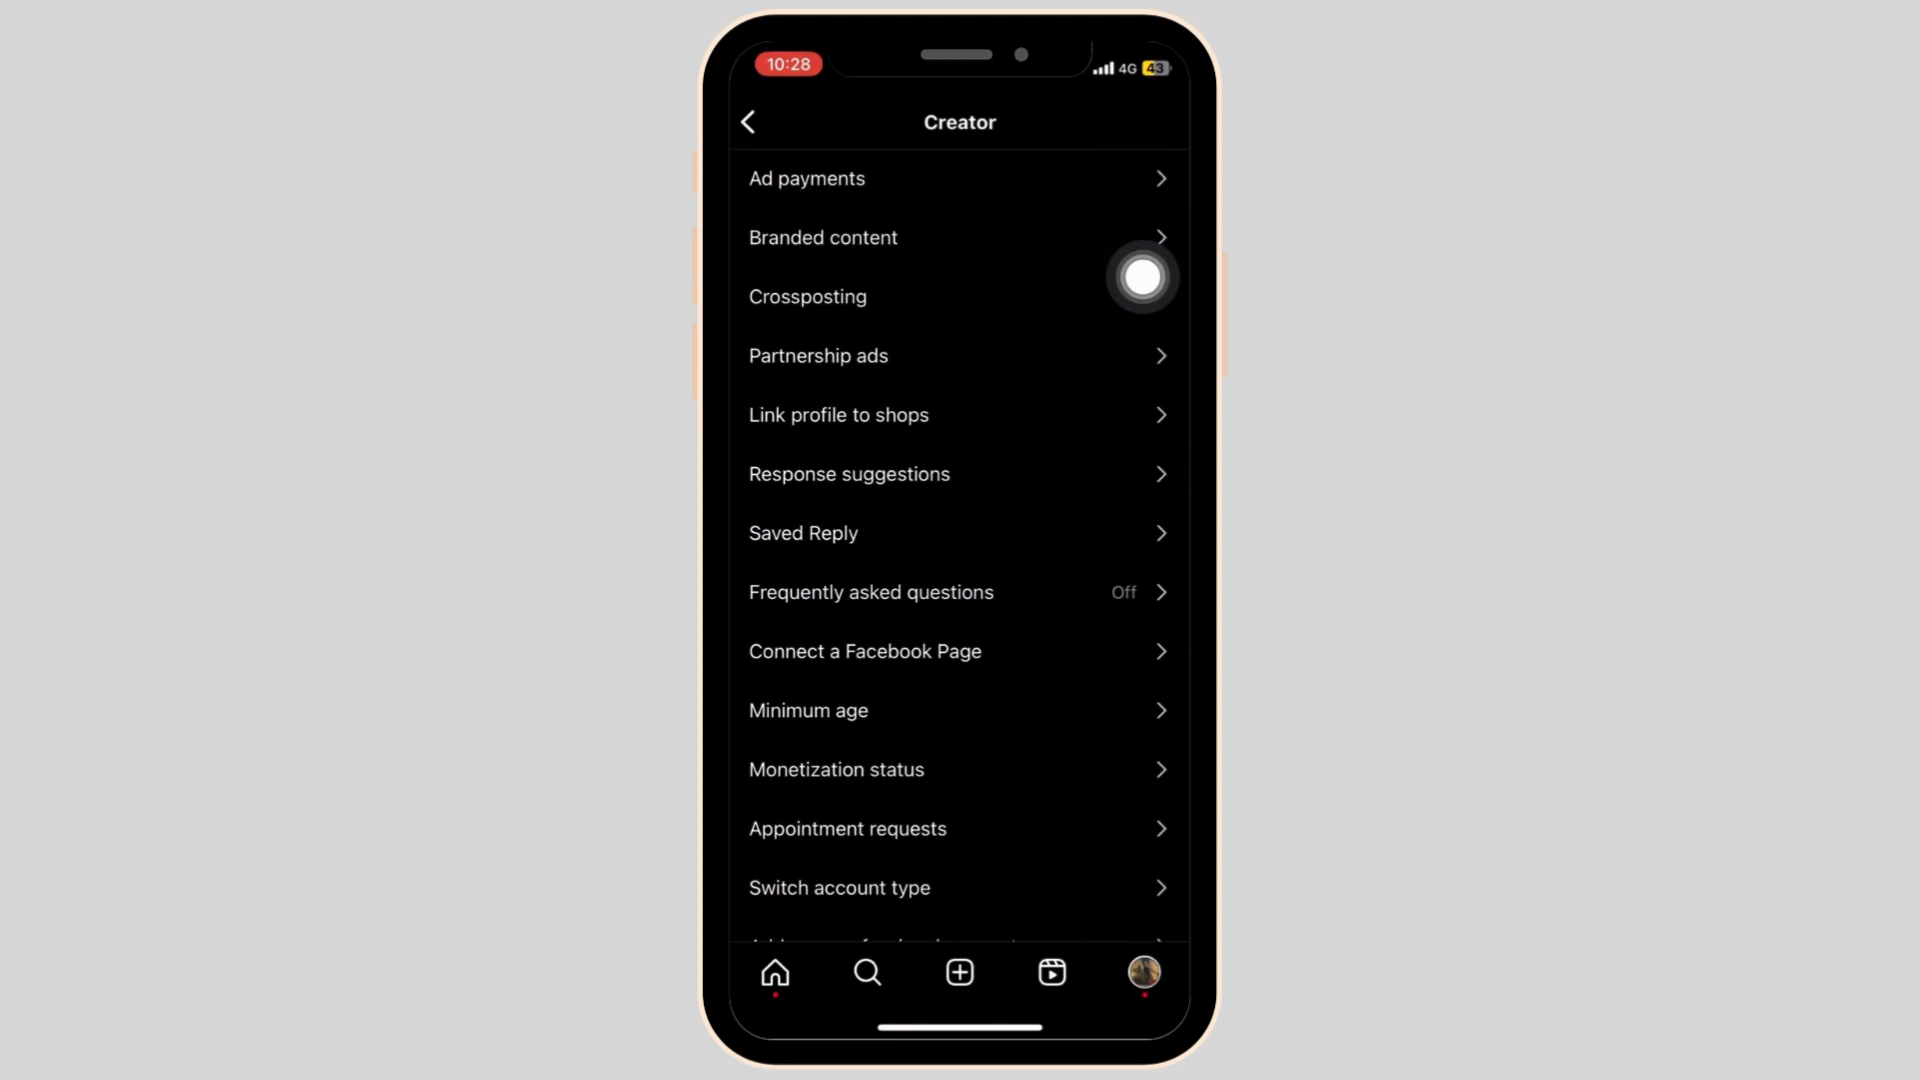 10:28
4G 43
Creator
Ad payments
Branded content
Crossposting
Partnership ads
Link profile to shops
Response suggestions
Saved Reply
Frequently asked questions Off
Connect a Facebook Page
Minimum age
Monetization status
Appointment requests
Switch account type